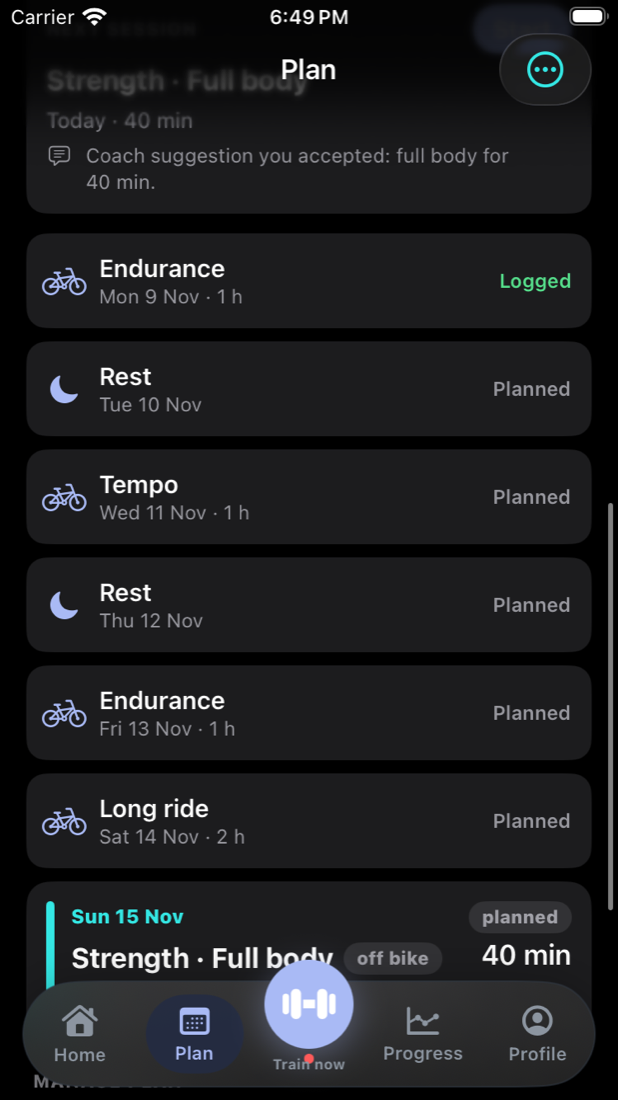 Carrier
6:49 PM
Plan
Strength · Full body
Today · 40 min
Coach suggestion you accepted: full body for
40 min.
Endurance
Mon 9 Nov · 1 h
Logged
Rest
Tue 10 Nov
Planned
Tempo
Wed 11 Nov · 1 h
Planned
Rest
Thu 12 Nov
Planned
Endurance
Fri 13 Nov · 1 h
Planned
Long ride
Sat 14 Nov · 2 h
Planned
Sun 15 Nov
planned
Strength · Full body
off bike
40 min
Home
Plan
Train now
Progress
Profile